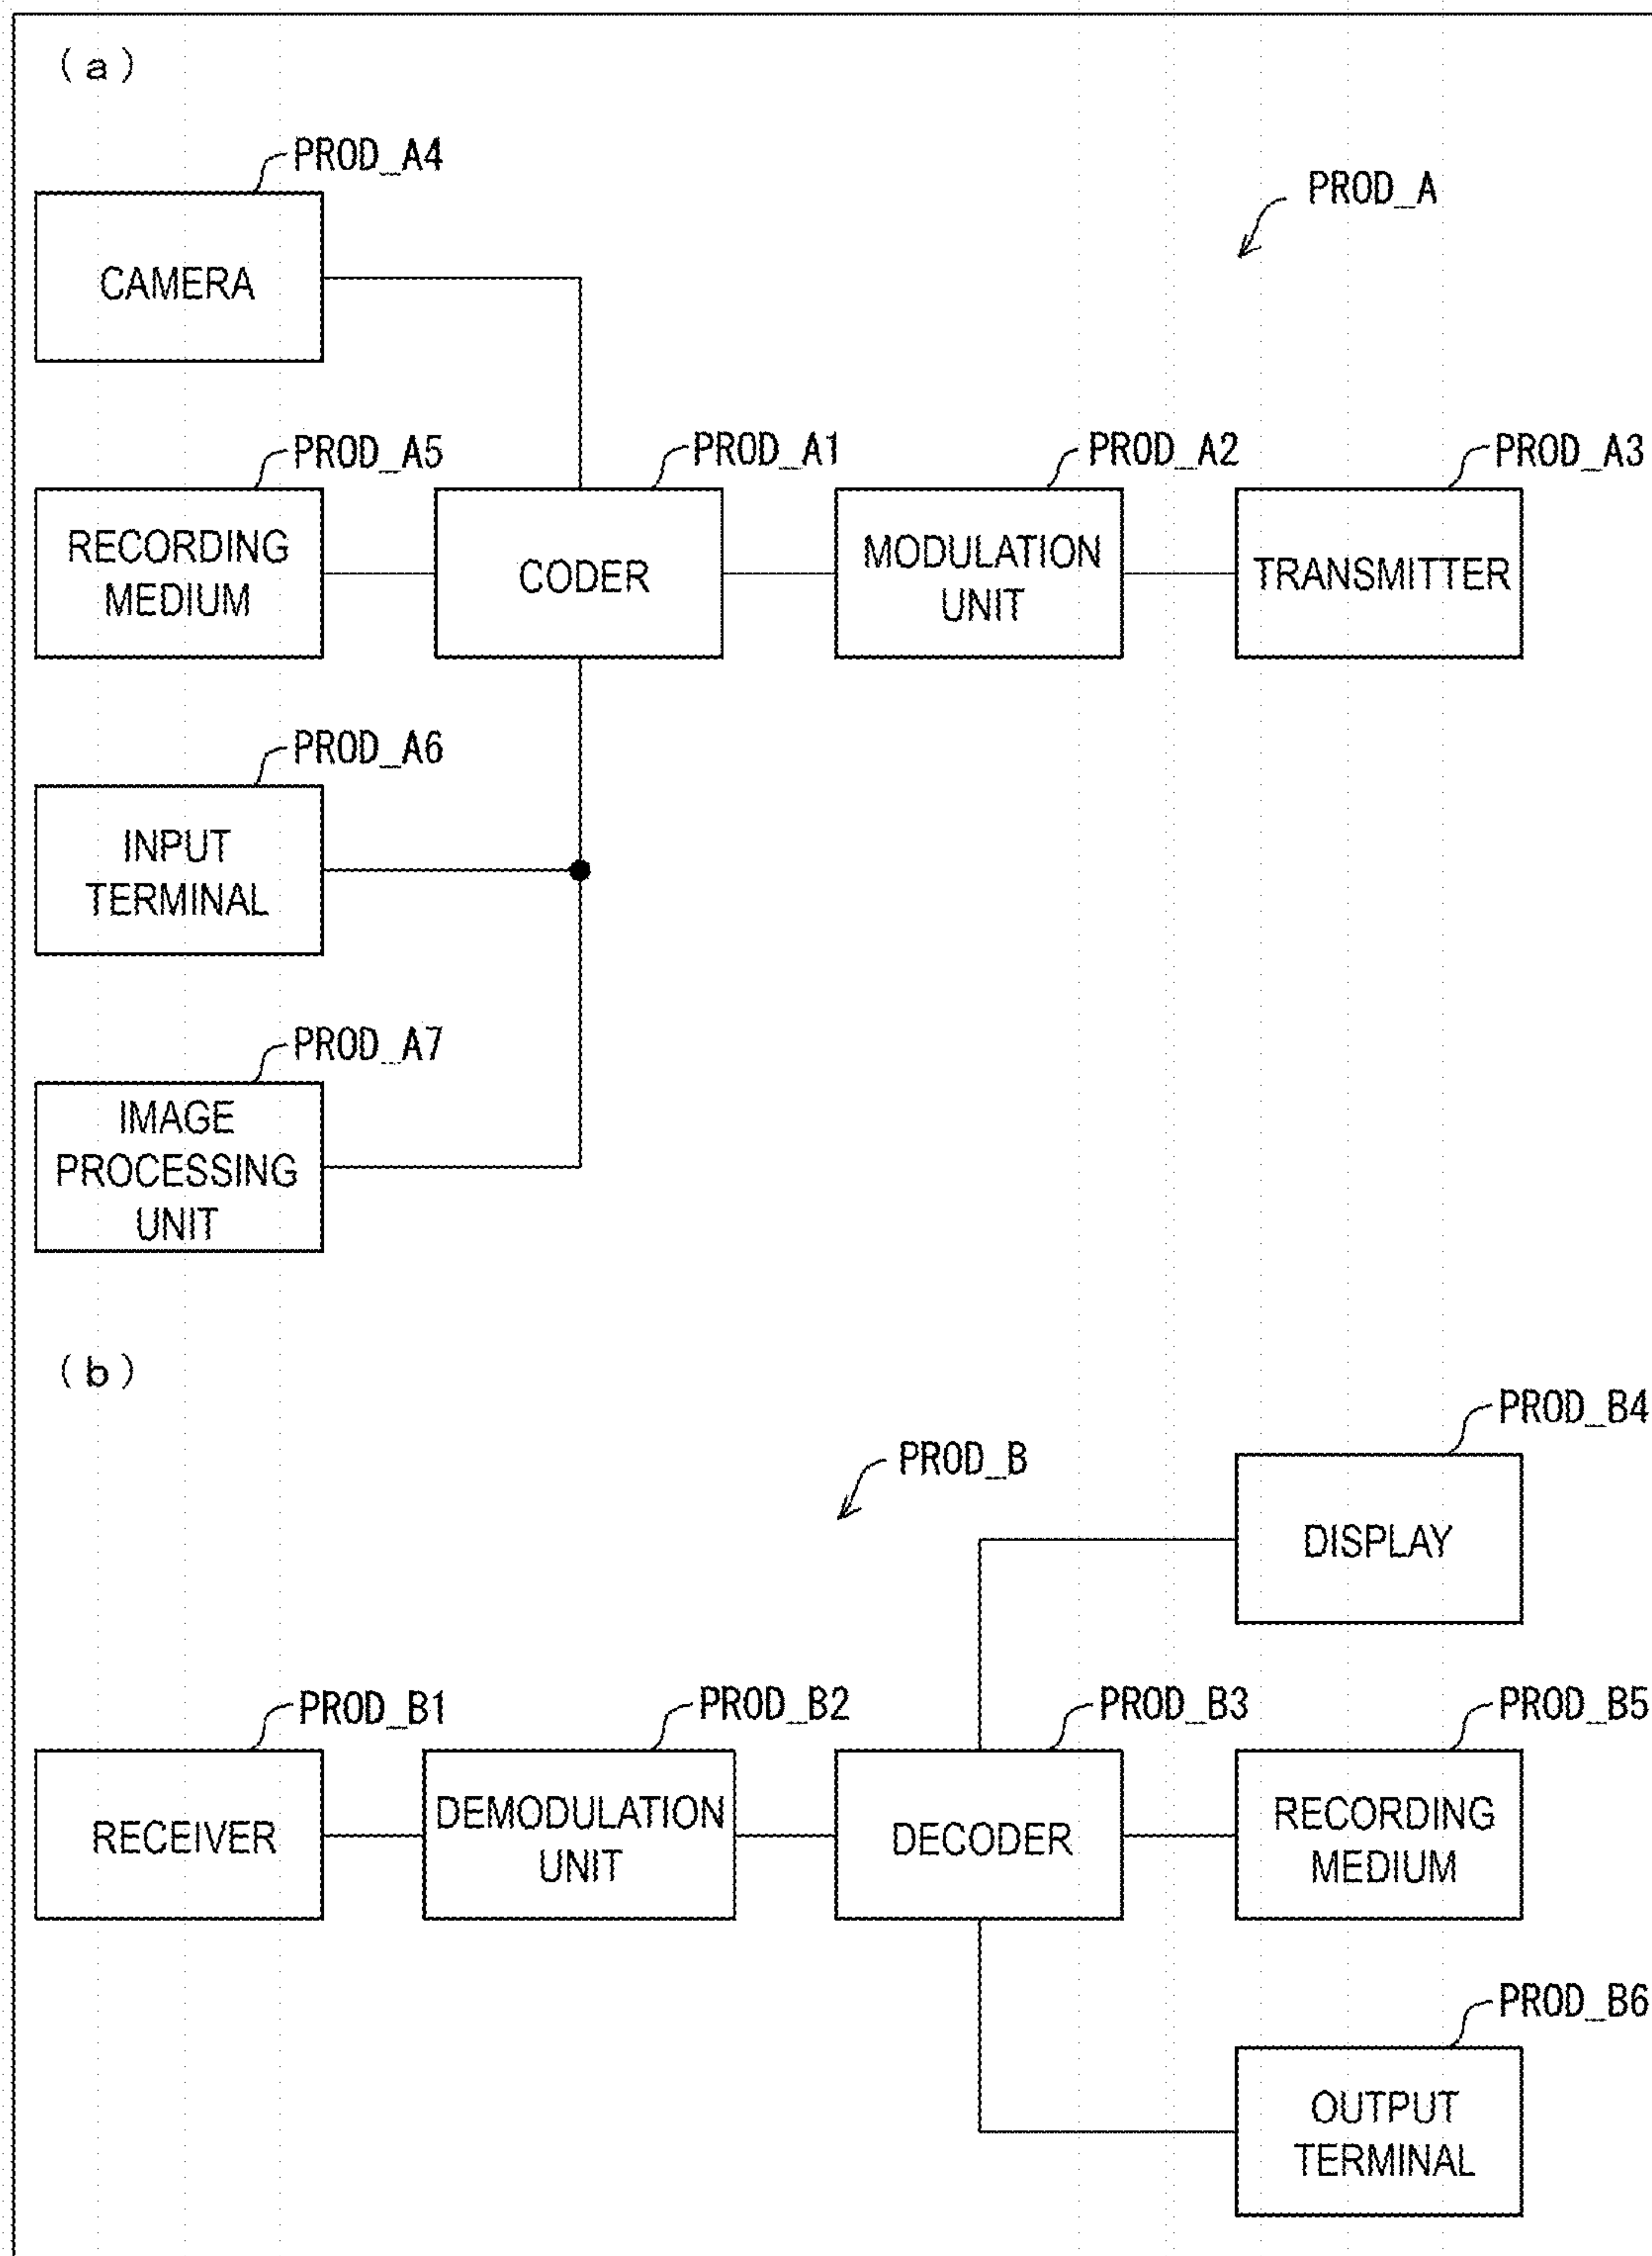 (a)
PROD_A4
PROD_A
CAMERA
PROD_A5
PROD_A1
PROD_A2
PROD_A3
RECORDING
MEDIUM
CODER
MODULATION
UNIT
TRANSMITTER
PROD_A6
INPUT
TERMINAL
PROD_A7
IMAGE
PROCESSING
UNIT
(b)
PROD_B4
PROD_B
DISPLAY
PROD_B1
PROD_B2
PROD_B3
PROD_B5
RECEIVER
DEMODULATION
UNIT
DECODER
RECORDING
MEDIUM
PROD_B6
OUTPUT
TERMINAL